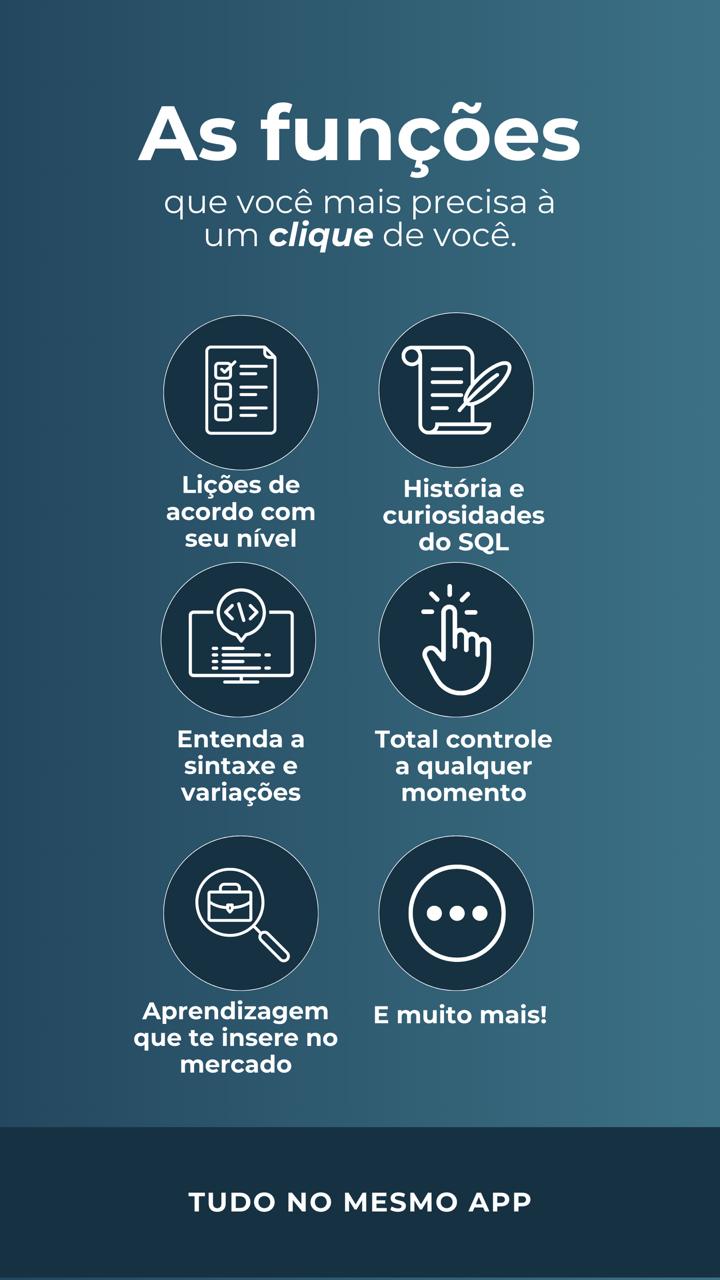 As funções
que você mais precisa à
um clique de você.
Lições de
acordo com
seu nível
História e
curiosidades
do SQL
</>
Entenda a
sintaxe e
variações
Total controle
a qualquer
momento
Aprendizagem
que te insere no
mercado
E muito mais!
TUDO NO MESMO APP